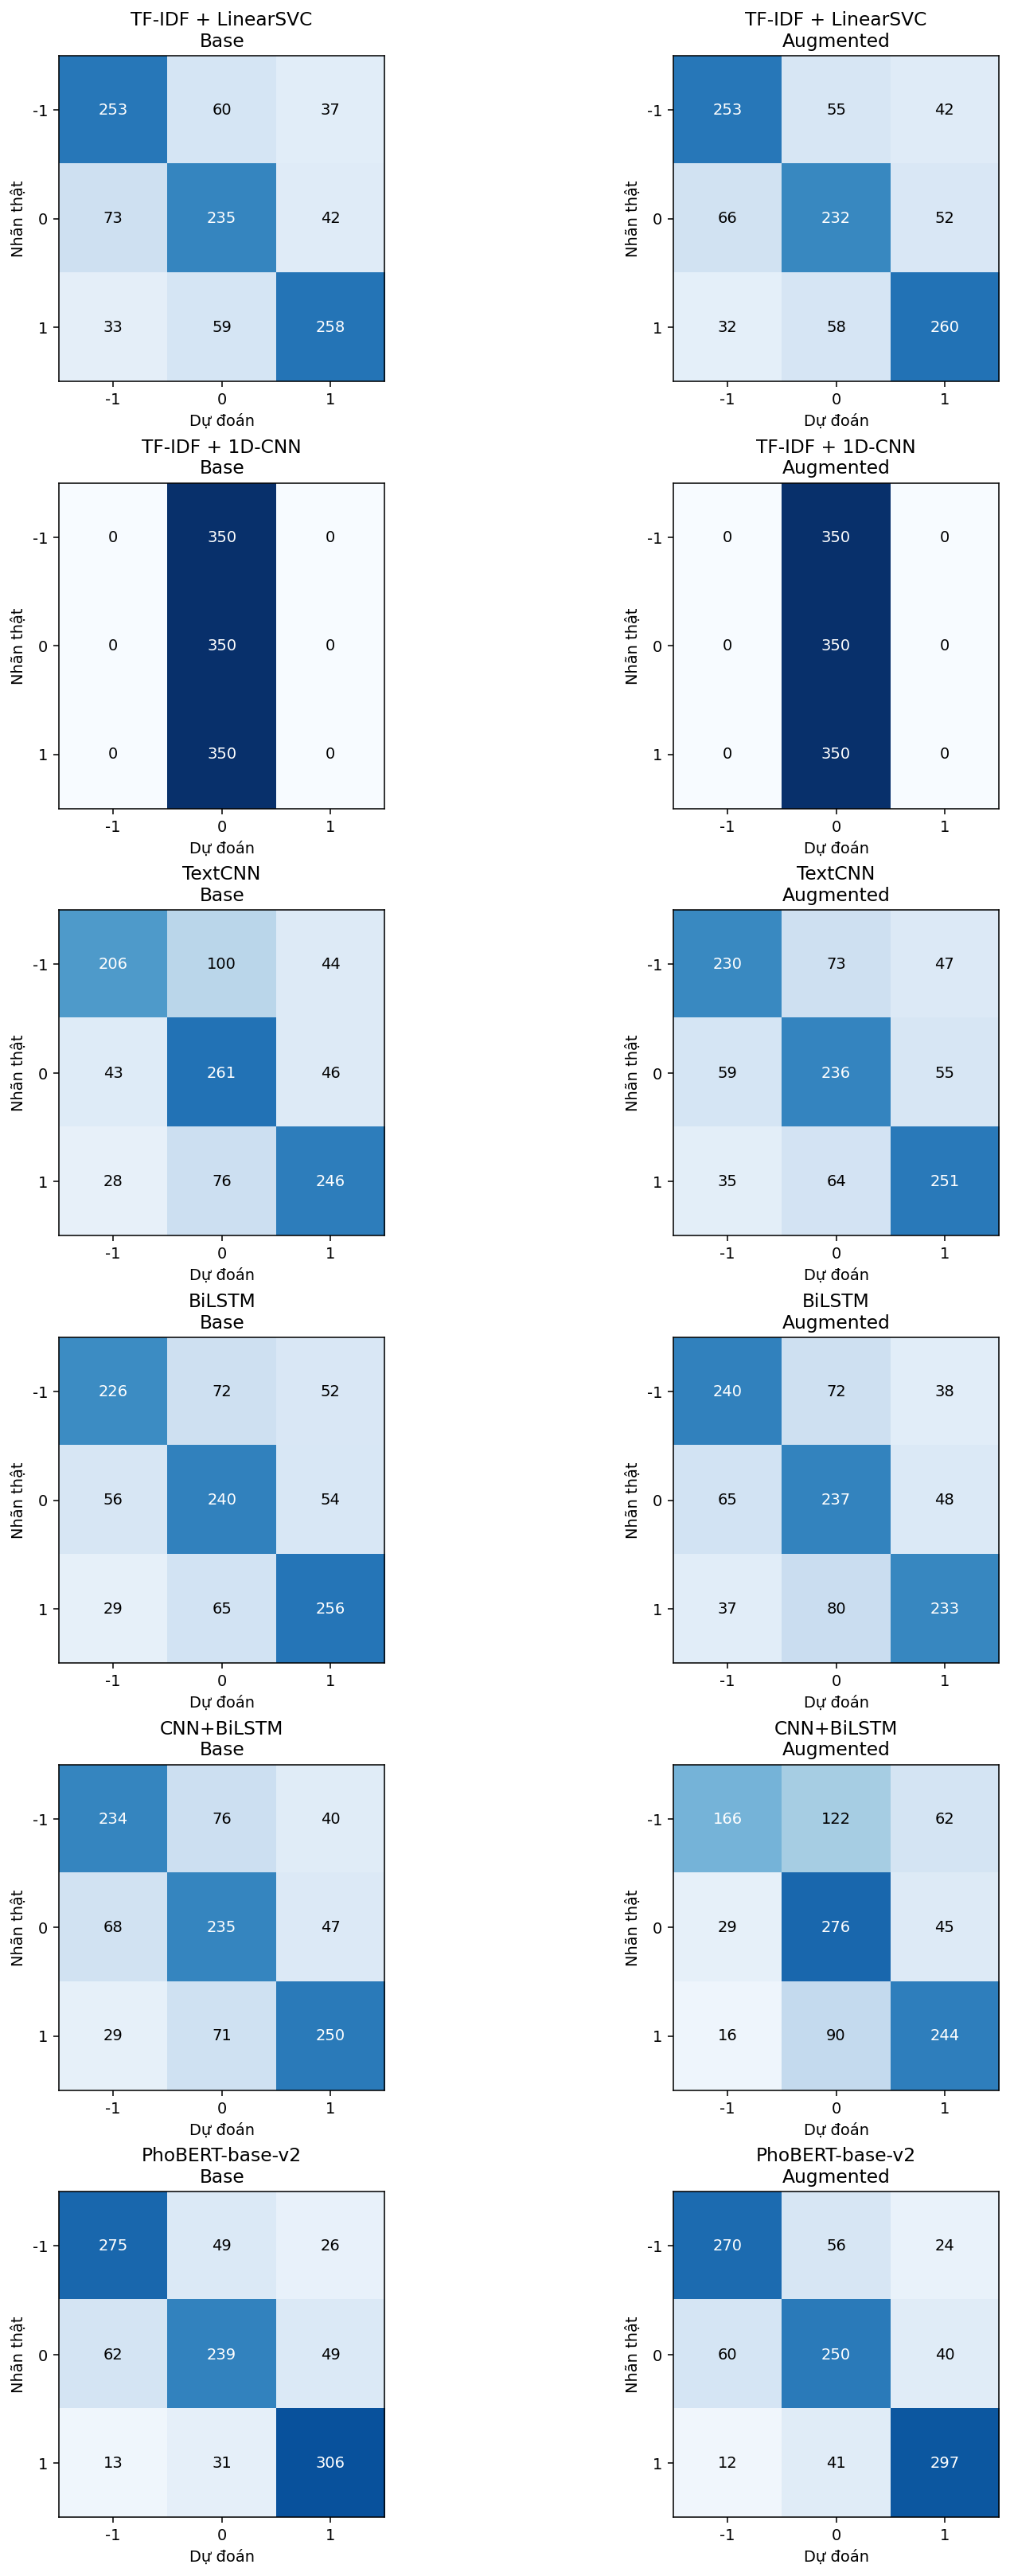 TF-IDF + LinearSVC
Base
TF-IDF + LinearSVC
Augmented
Nhãn thật
-1 253 60 37
0 73 235 42
1 33 59 258
-1 0 1
Dự đoán
Nhãn thật
-1 253 55 42
0 66 232 52
1 32 58 260
-1 0 1
Dự đoán
TF-IDF + 1D-CNN
Base
TF-IDF + 1D-CNN
Augmented
Nhãn thật
-1 0 350 0
0 0 350 0
1 0 350 0
-1 0 1
Dự đoán
Nhãn thật
-1 0 350 0
0 0 350 0
1 0 350 0
-1 0 1
Dự đoán
TextCNN
Base
TextCNN
Augmented
Nhãn thật
-1 206 100 44
0 43 261 46
1 28 76 246
-1 0 1
Dự đoán
Nhãn thật
-1 230 73 47
0 59 236 55
1 35 64 251
-1 0 1
Dự đoán
BiLSTM
Base
BiLSTM
Augmented
Nhãn thật
-1 226 72 52
0 56 240 54
1 29 65 256
-1 0 1
Dự đoán
Nhãn thật
-1 240 72 38
0 65 237 48
1 37 80 233
-1 0 1
Dự đoán
CNN+BiLSTM
Base
CNN+BiLSTM
Augmented
Nhãn thật
-1 234 76 40
0 68 235 47
1 29 71 250
-1 0 1
Dự đoán
Nhãn thật
-1 166 122 62
0 29 276 45
1 16 90 244
-1 0 1
Dự đoán
PhoBERT-base-v2
Base
PhoBERT-base-v2
Augmented
Nhãn thật
-1 275 49 26
0 62 239 49
1 13 31 306
-1 0 1
Dự đoán
Nhãn thật
-1 270 56 24
0 60 250 40
1 12 41 297
-1 0 1
Dự đoán